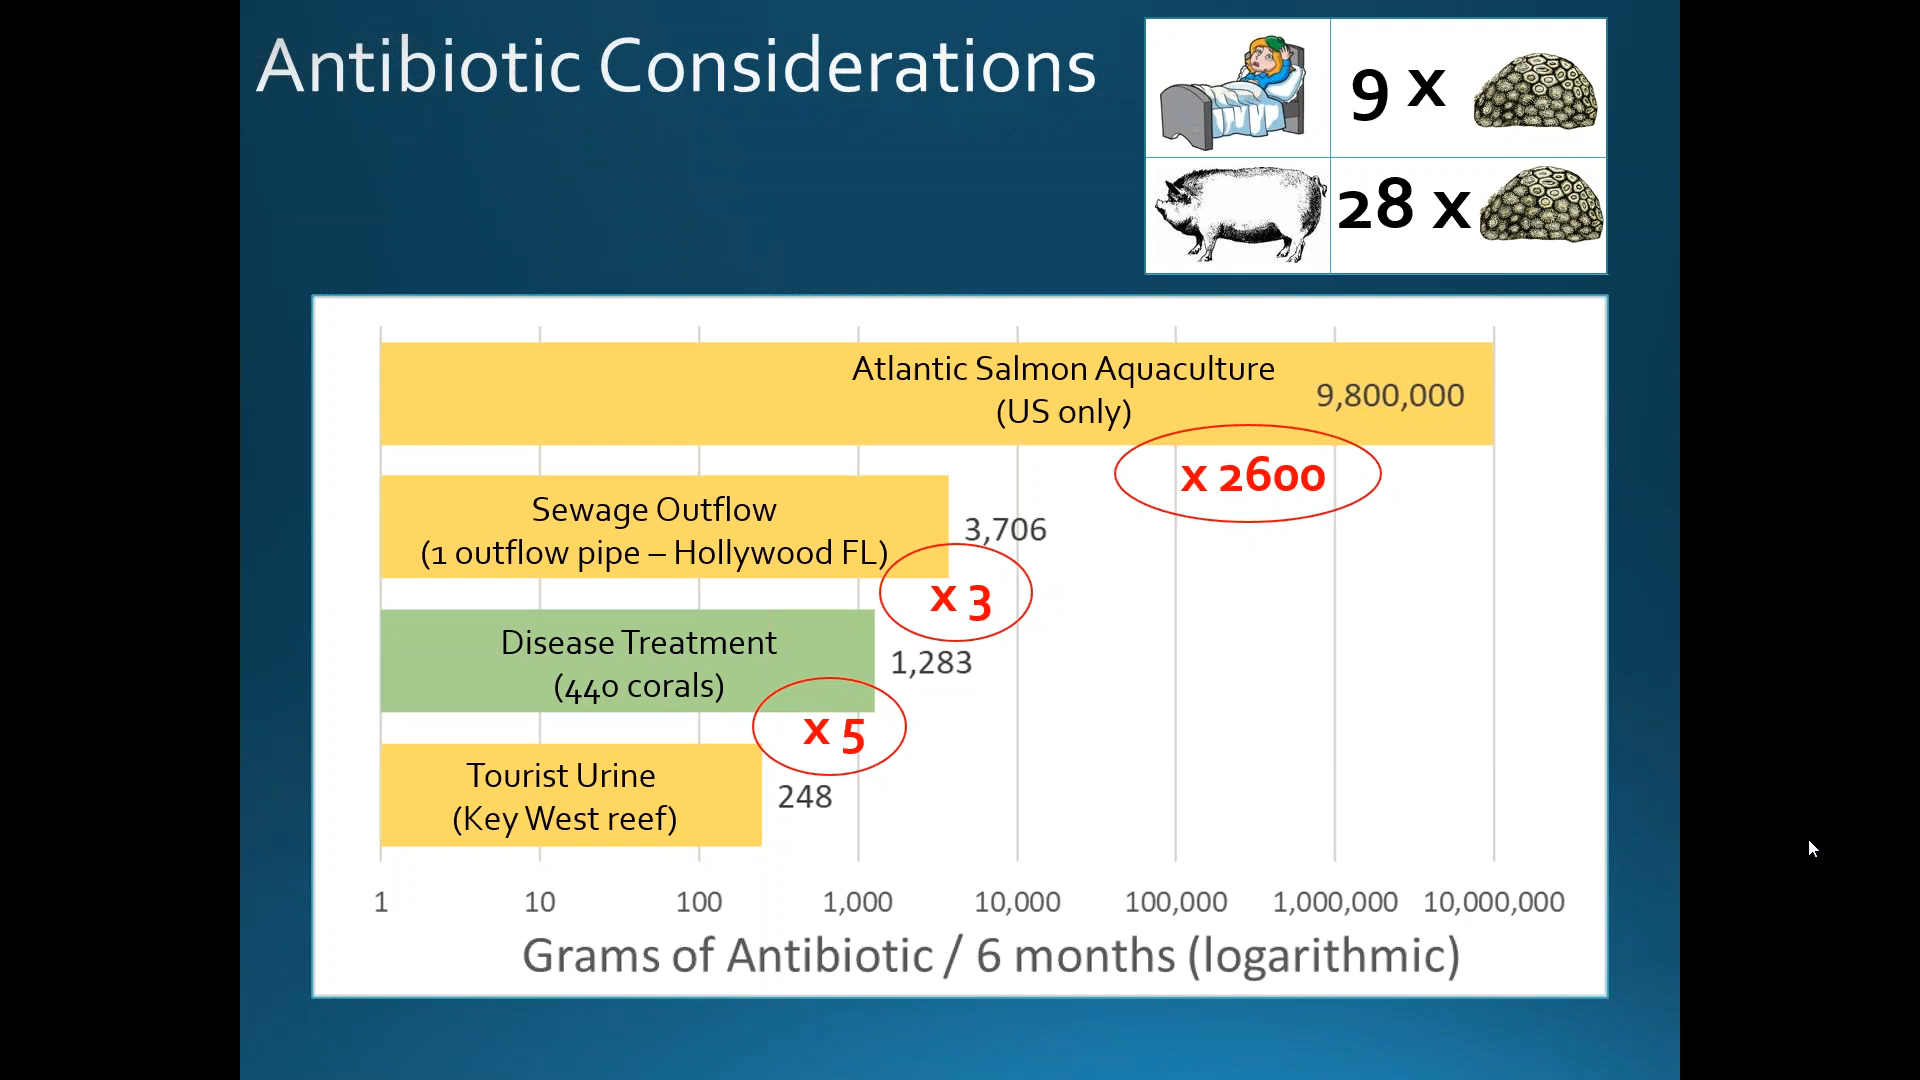 Antibiotic Considerations
9 x
28 x
Atlantic Salmon Aquaculture
(US only)
9,800,000
x 2600
Sewage Outflow
(1 outflow pipe – Hollywood FL)
3,706
x 3
Disease Treatment
(440 corals)
1,283
x 5
Tourist Urine
(Key West reef)
248
1 10 100 1,000 10,000 100,000 1,000,000 10,000,000
Grams of Antibiotic / 6 months (logarithmic)